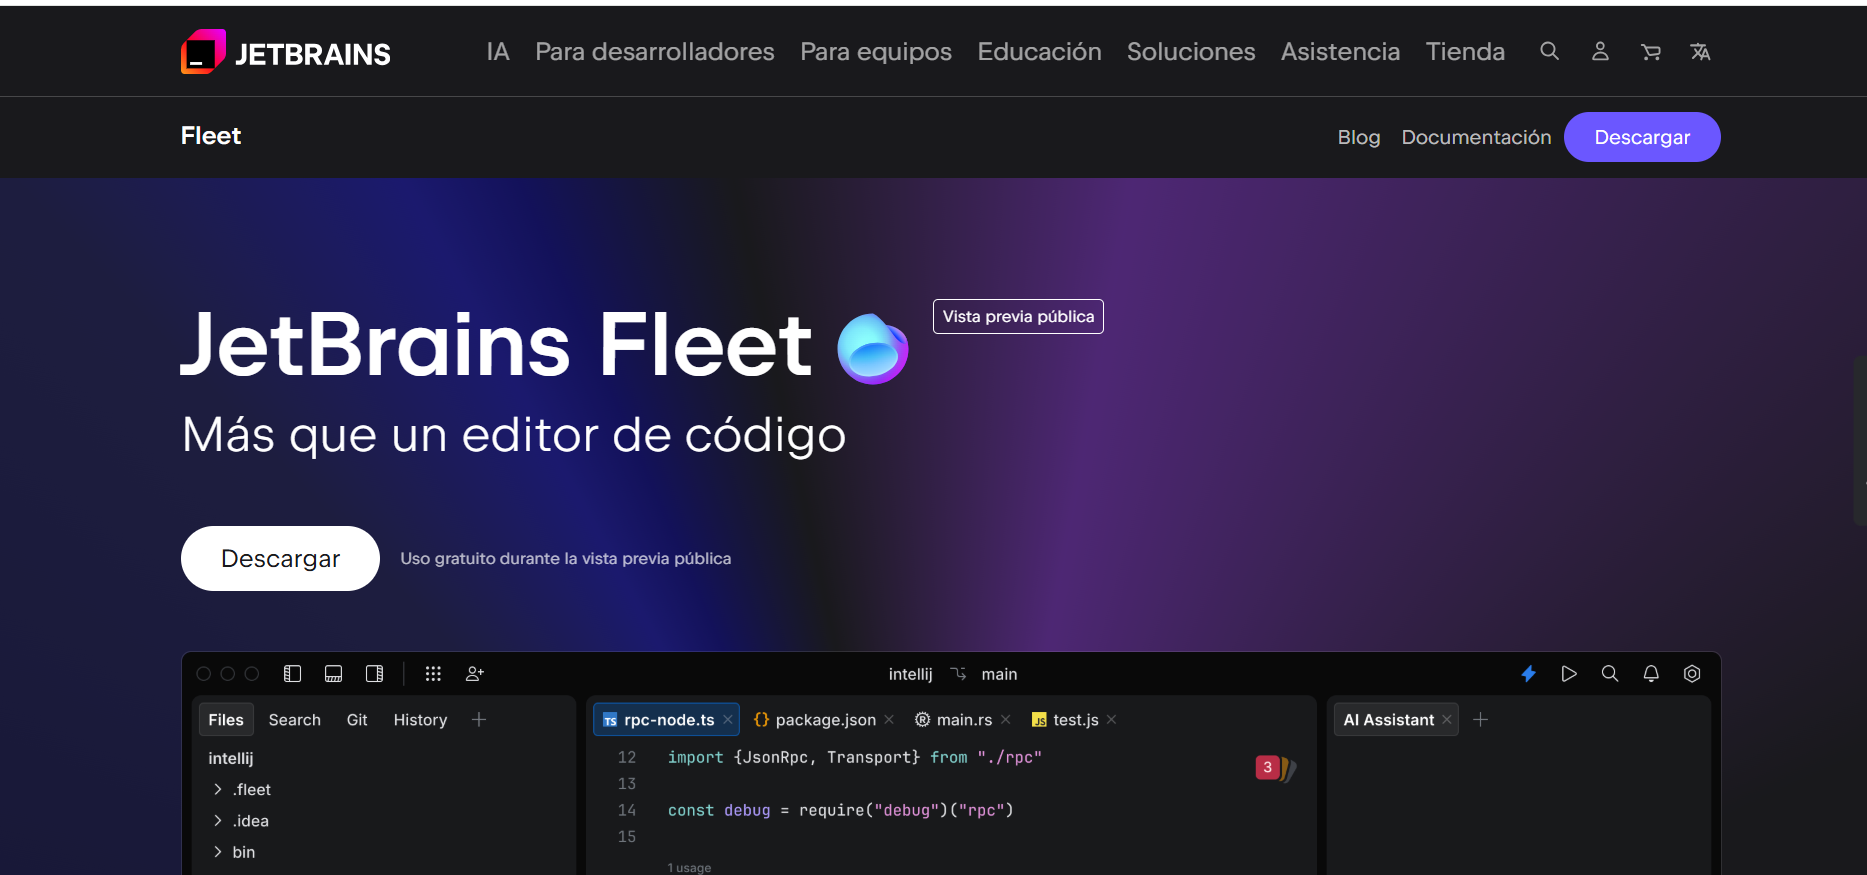 JETBRAINS IA Para desarrolladores Para equipos Educación Soluciones Asistencia Tienda
Fleet Blog Documentación Descargar
Vista previa pública
JetBrains Fleet
Más que un editor de código
Descargar Uso gratuito durante la vista previa pública
intellij main
Files Search Git History
rpc-node.ts package.json main.rs test.js
AI Assistant
intellij
.fleet
.idea
bin
12 import {JsonRpc, Transport} from "./rpc"
3
13
14 const debug = require("debug")("rpc")
15
1 usage